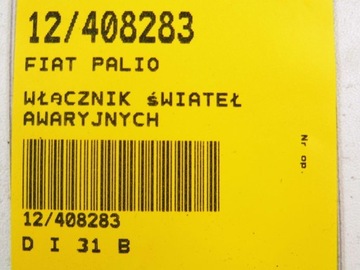 12/408283
FIAT PALIO
WŁĄCZNIK ŚWIATEŁ
AWARYJNYCH
12/408283
D I 31 B
Nr op.